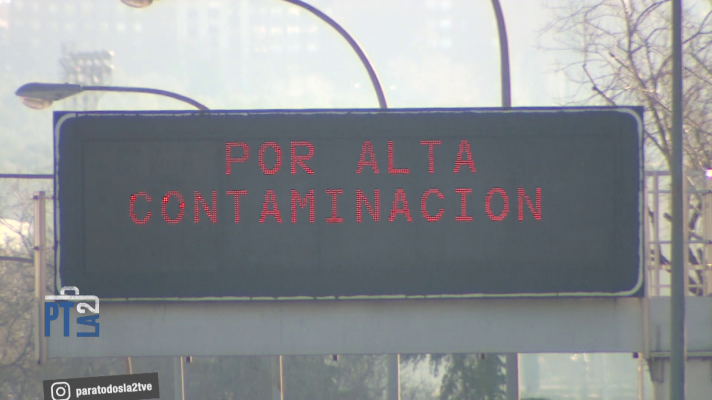 POR ALTA
CONTAMINACION
PT
LA2
paratodosla2tve